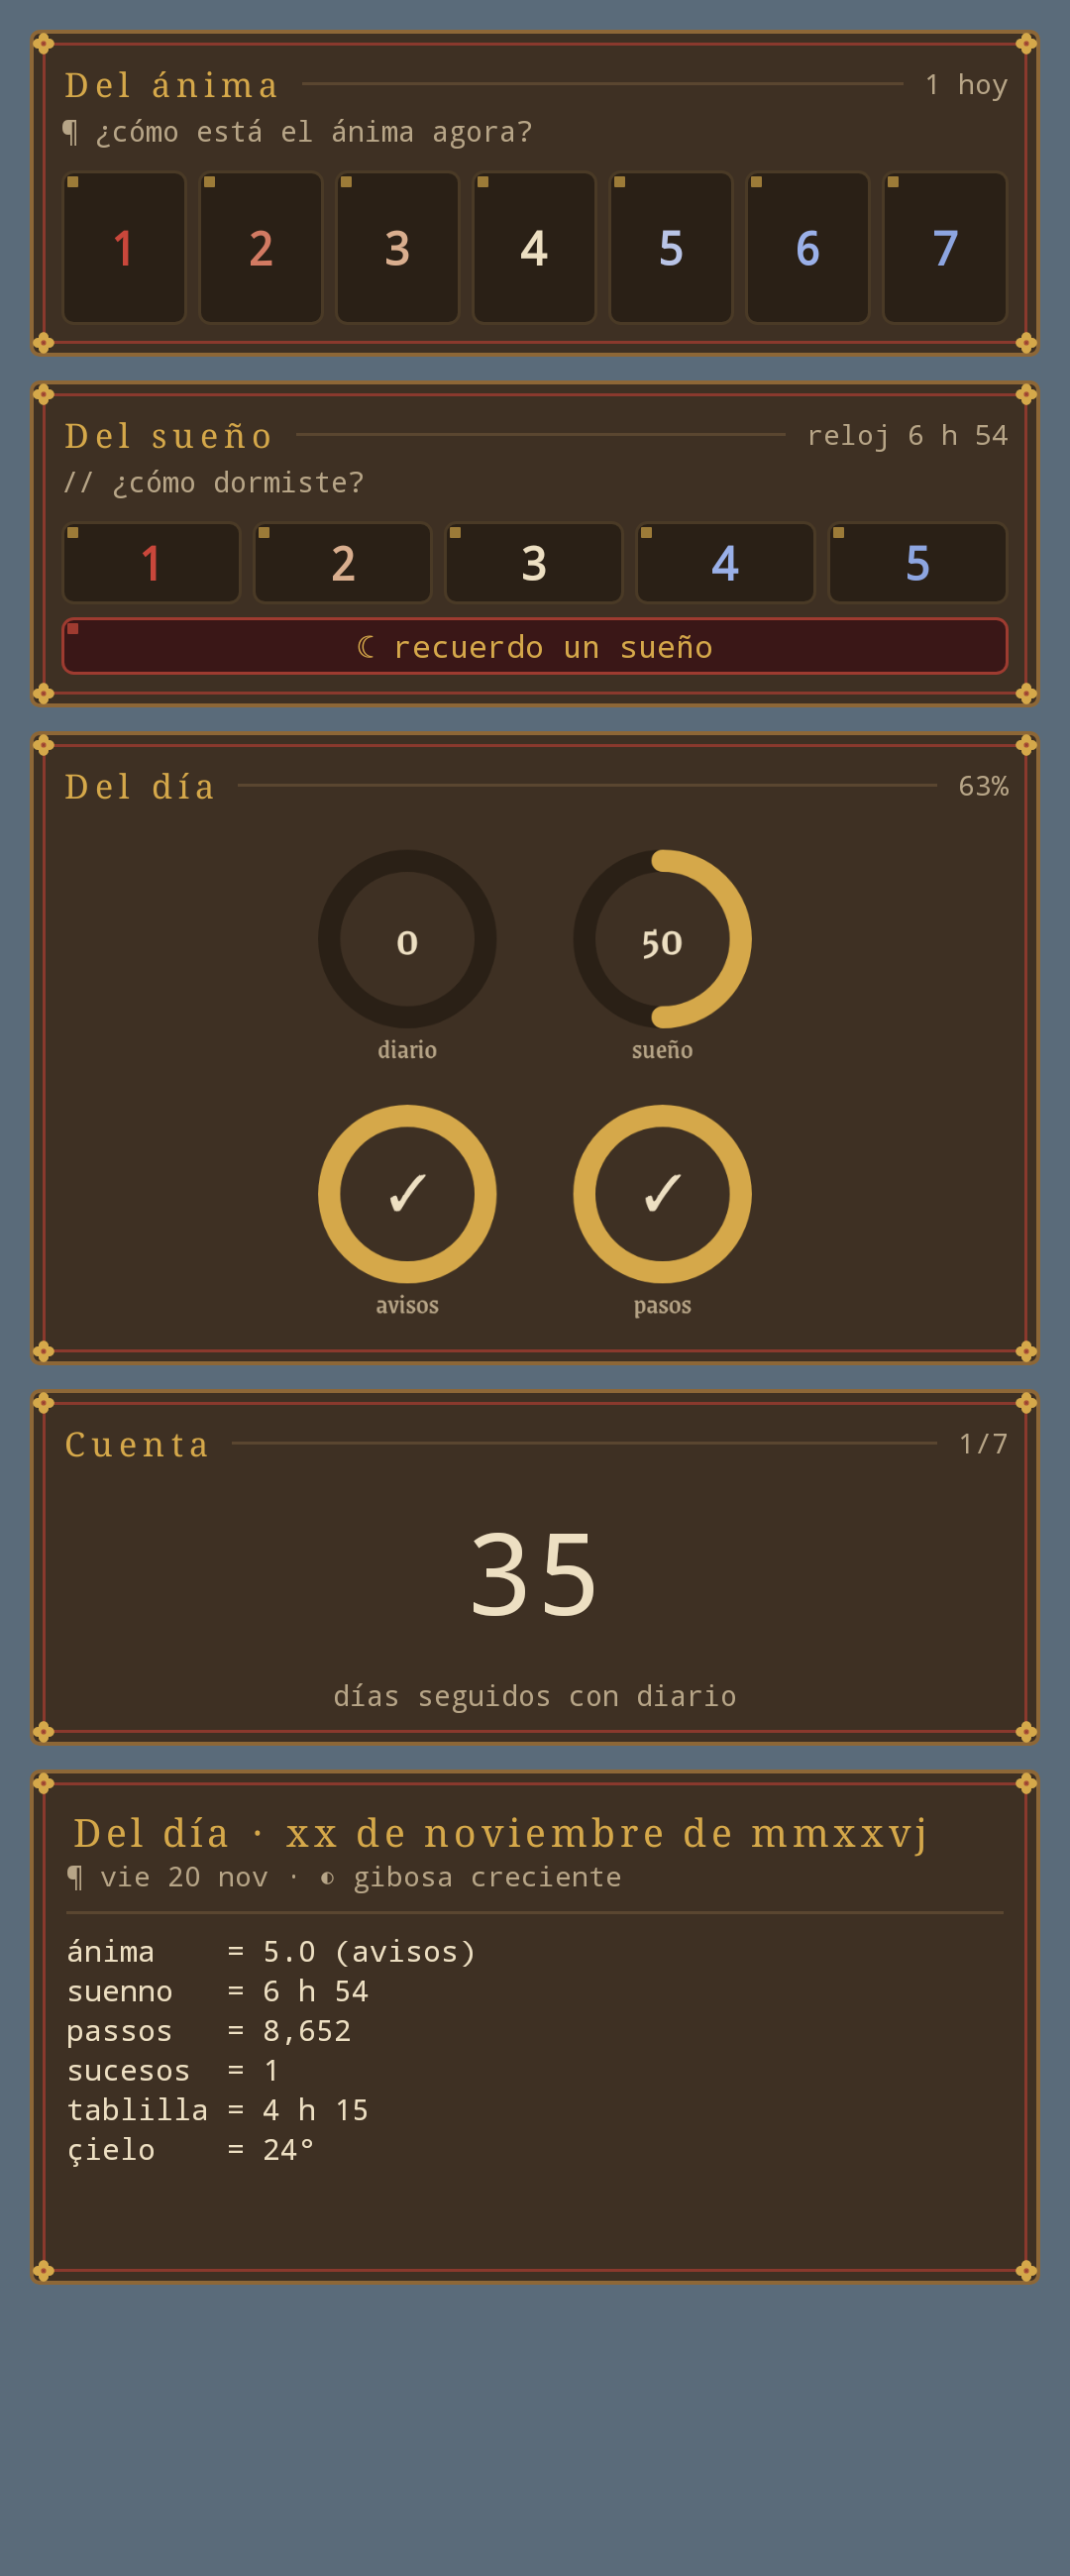 Del ánima 1 hoy
¶ ¿cómo está el ánima agora?
1 2 3 4 5 6 7
Del sueño reloj 6 h 54
// ¿cómo dormiste?
1 2 3 4 5
☾ recuerdo un sueño
Del día 63%
0 50
diario sueño
✓ ✓
avisos pasos
Cuenta 1/7
35
días seguidos con diario
Del día · xx de noviembre de mmxxvj
¶ vie 20 nov · ◐ gibosa creciente
ánima = 5.0 (avisos)
suenno = 6 h 54
passos = 8,652
sucesos = 1
tablilla = 4 h 15
çielo = 24°